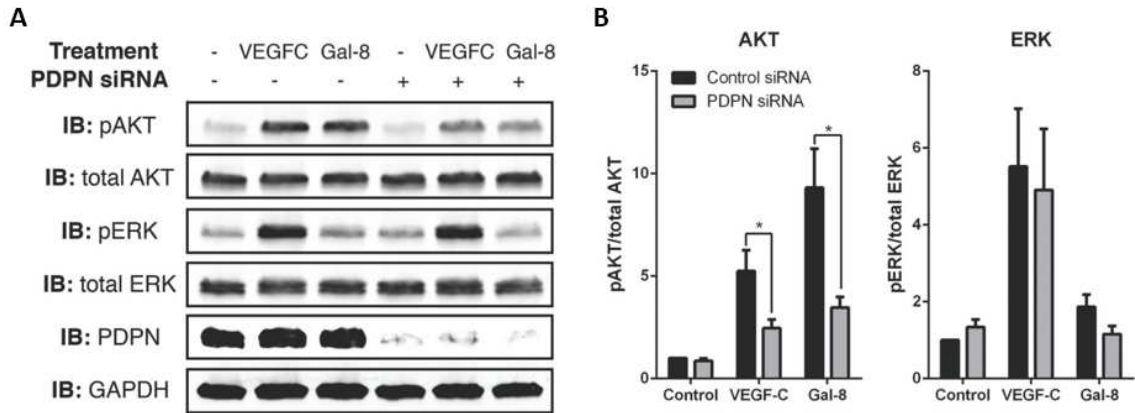 A
Treatment - VEGFC Gal-8 - VEGFC Gal-8
PDPN siRNA - - - + + +
IB: pAKT
IB: total AKT
IB: pERK
IB: total ERK
IB: PDPN
IB: GAPDH
B
AKT
Control siRNA
PDPN siRNA
pAKT/total AKT
15
10
5
0
*
*
Control VEGF-C Gal-8
ERK
pERK/total ERK
8
6
4
2
0
Control VEGF-C Gal-8